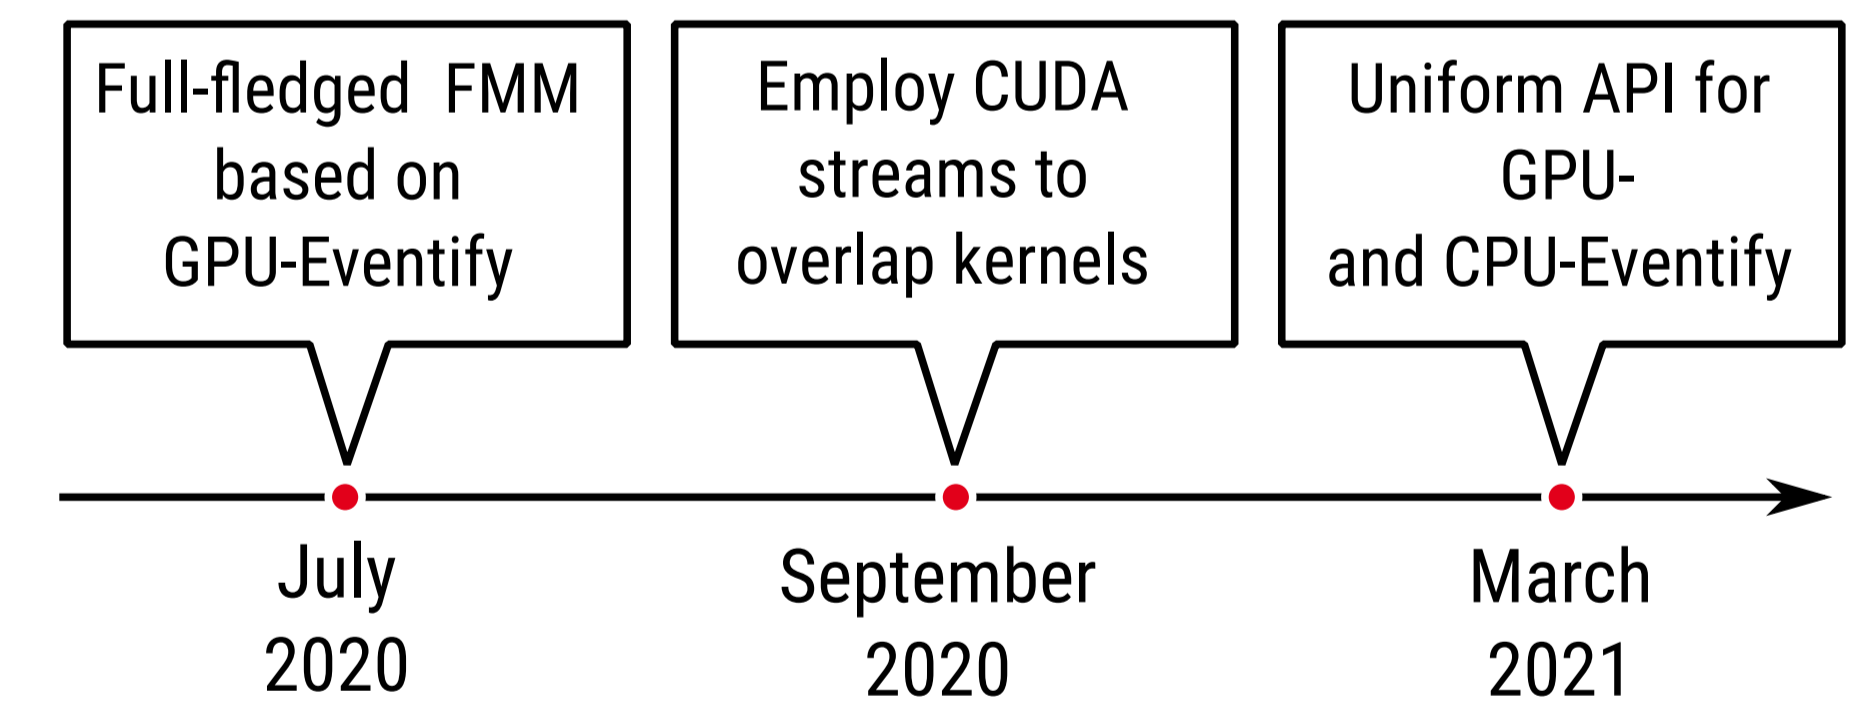 Full-fledged FMM
based on
GPU-Eventify
Employ CUDA
streams to
overlap kernels
Uniform API for
GPU-
and CPU-Eventify
July
2020
September
2020
March
2021